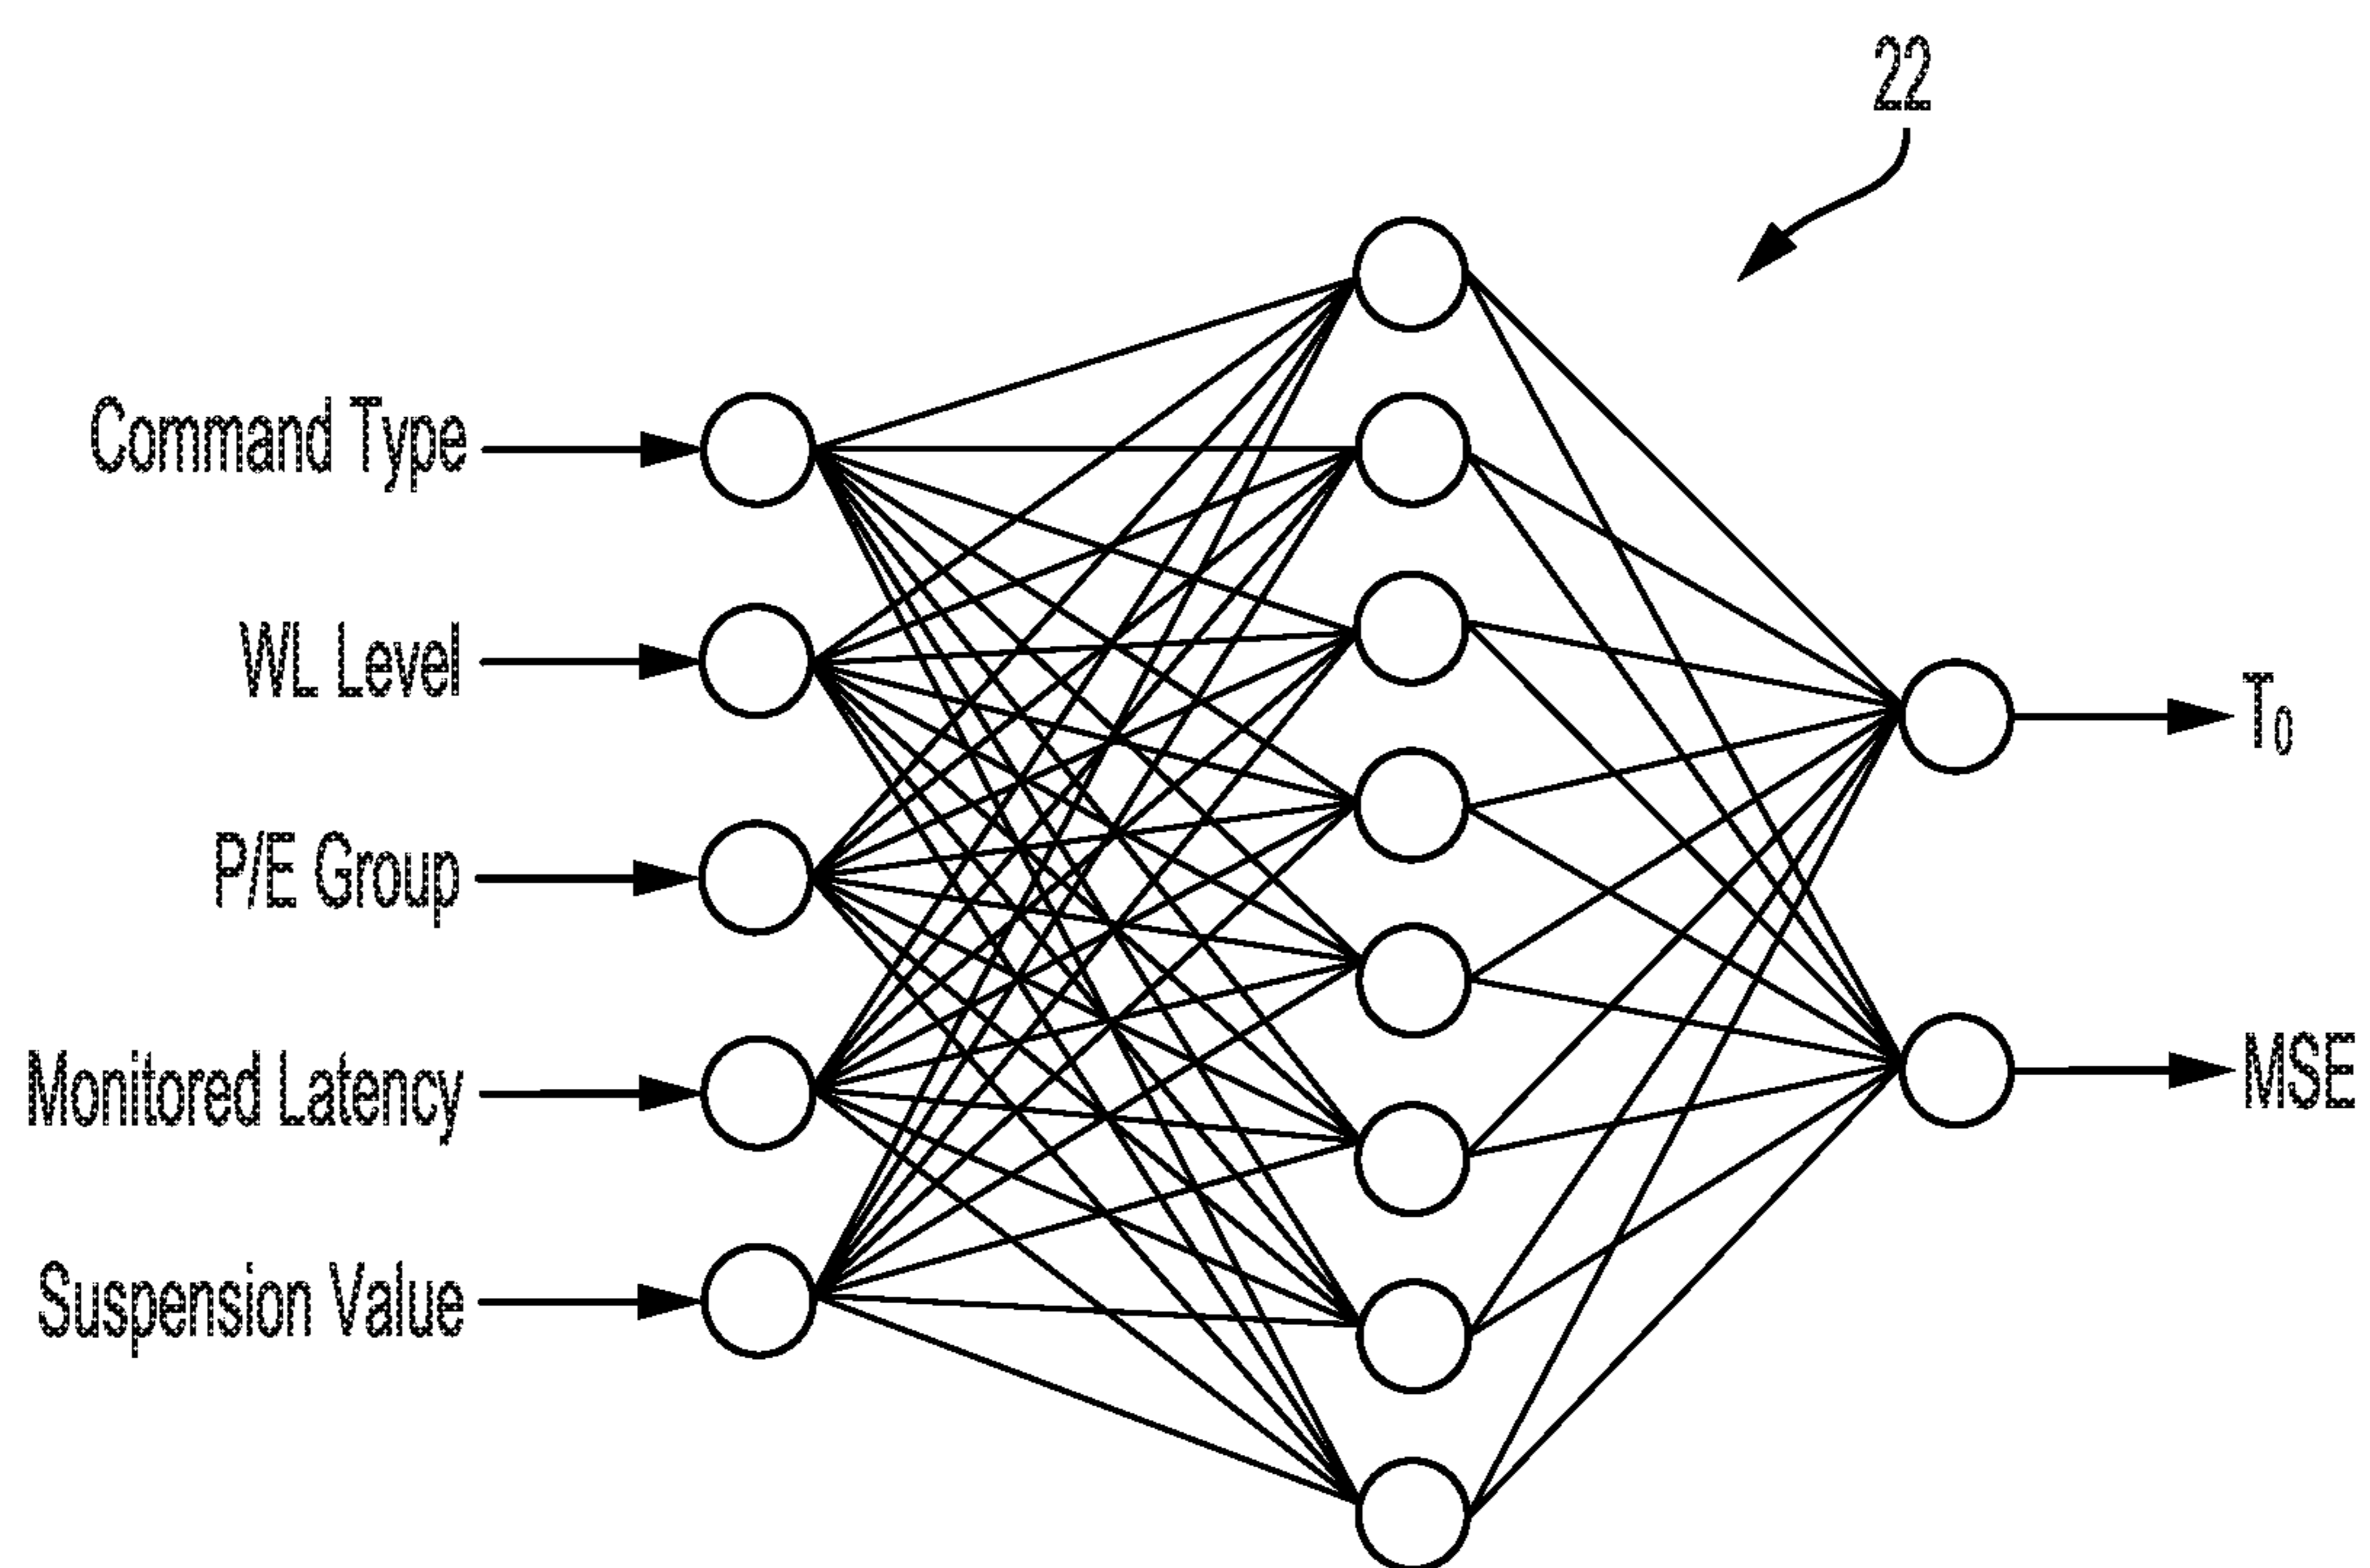 22
Command Type
WL Level
P/E Group
Monitored Latency
Suspension Value
T₀
MSE